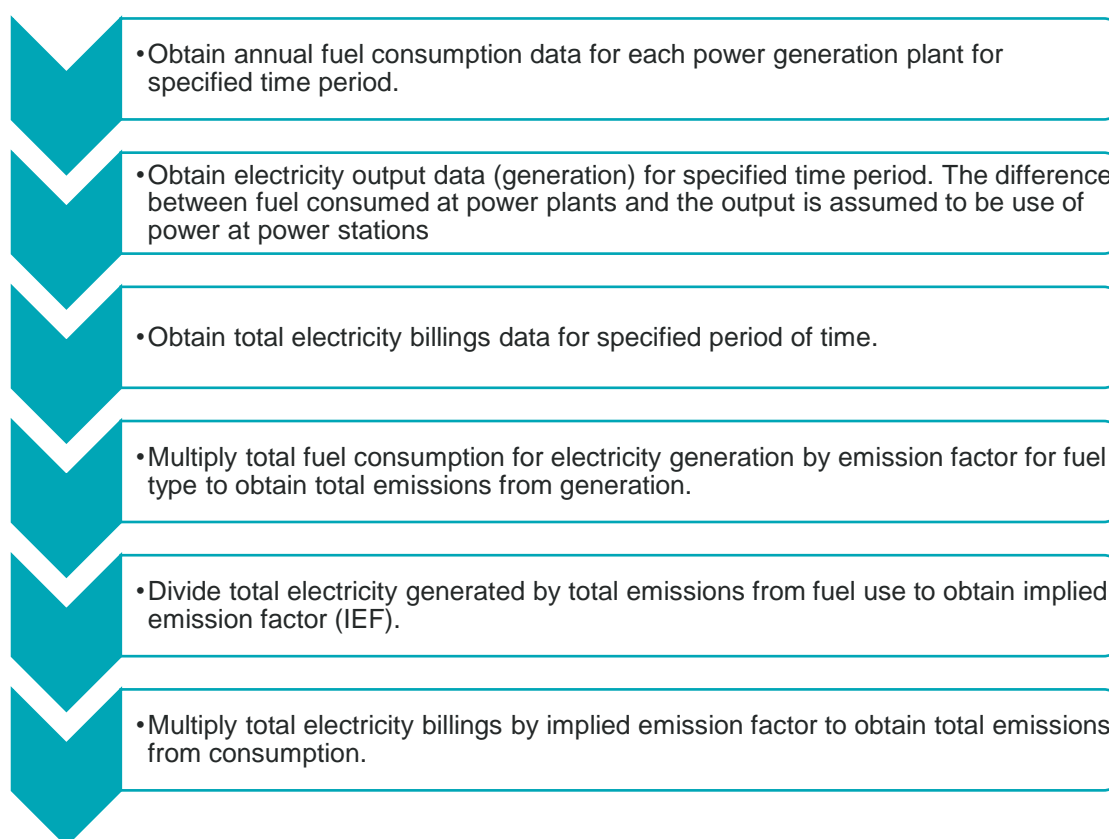 •Obtain annual fuel consumption data for each power generation plant for
specified time period.
•Obtain electricity output data (generation) for specified time period. The difference
between fuel consumed at power plants and the output is assumed to be use of
power at power stations
•Obtain total electricity billings data for specified period of time.
•Multiply total fuel consumption for electricity generation by emission factor for fuel
type to obtain total emissions from generation.
•Divide total electricity generated by total emissions from fuel use to obtain implied
emission factor (IEF).
•Multiply total electricity billings by implied emission factor to obtain total emissions
from consumption.